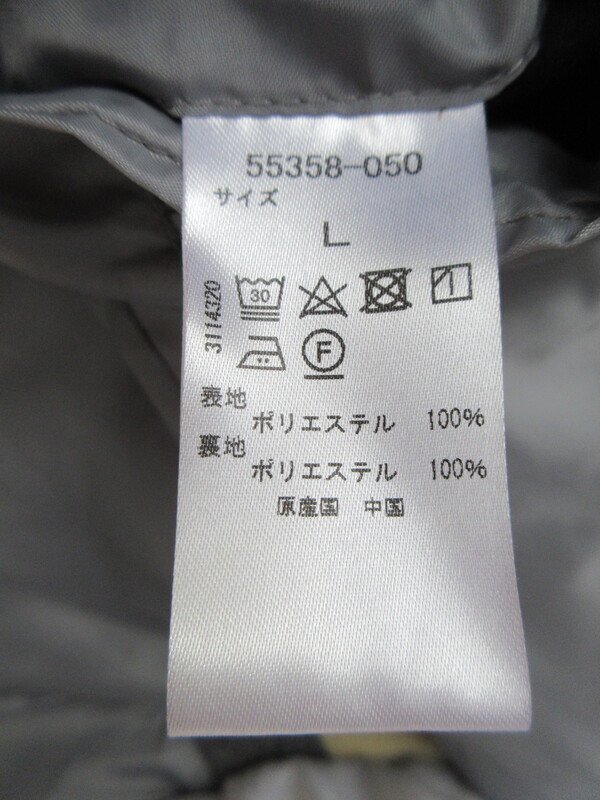 55358-050
サイズ
L
3114320
30
F
表地
ポリエステル 100%
裏地
ポリエステル 100%
原産国 中国